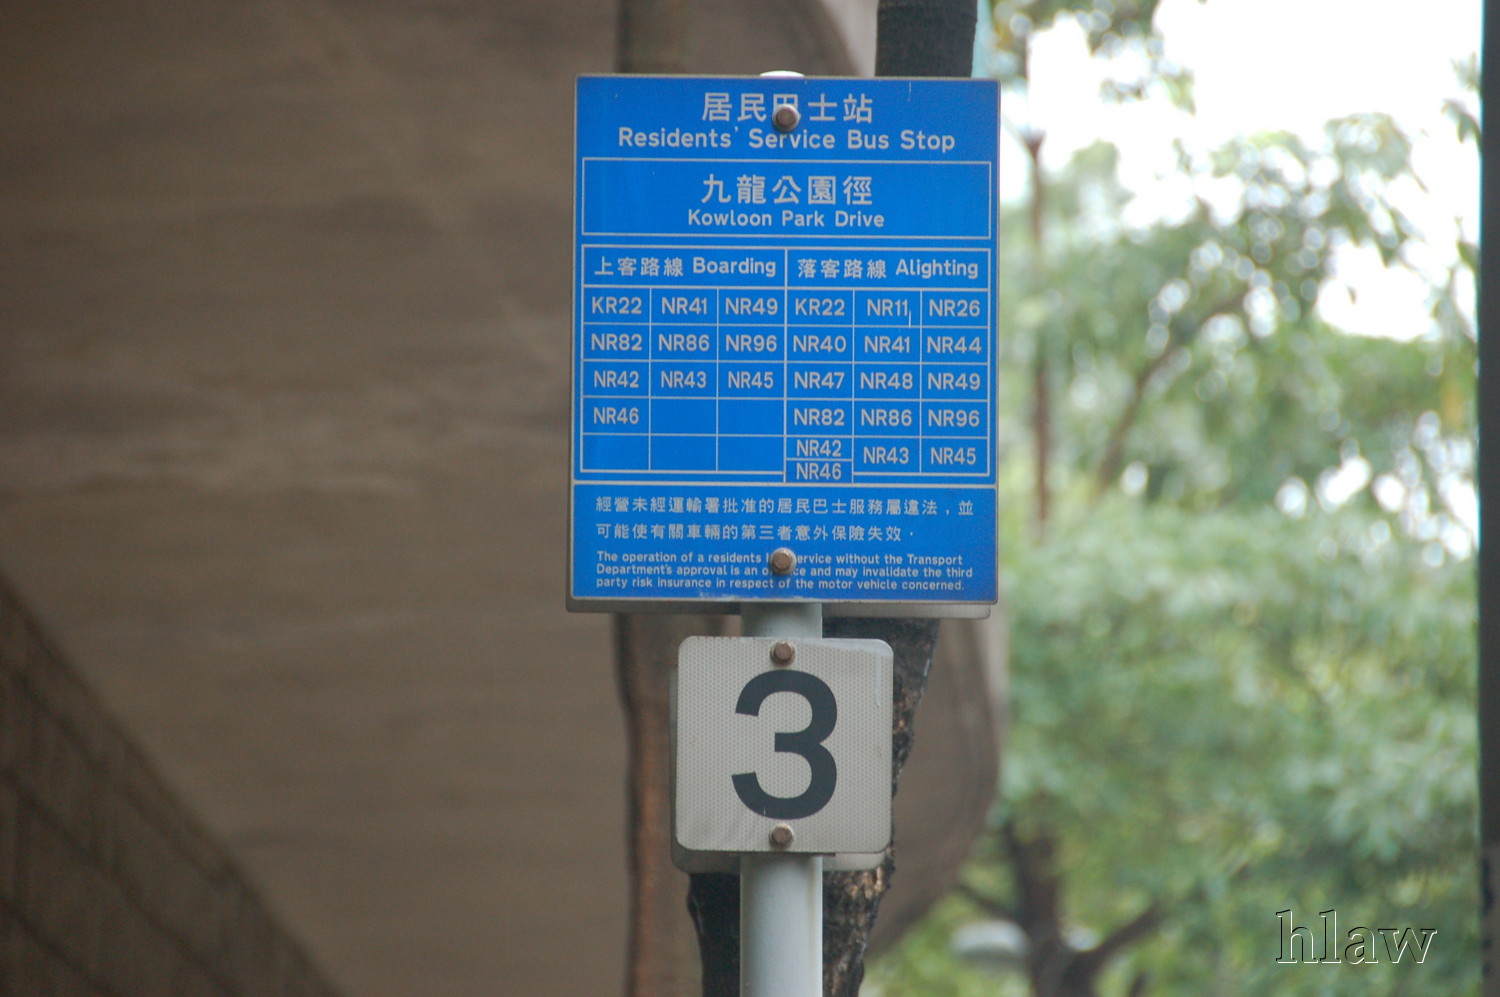 居民巴士站
Residents' Service Bus Stop
九龍公園徑
Kowloon Park Drive
上客路線 Boarding 落客路線 Alighting
KR22 NR41 NR49 KR22 NR11 NR26
NR82 NR86 NR96 NR40 NR41 NR44
NR42 NR43 NR45 NR47 NR48 NR49
NR46 NR82 NR86 NR96
NR42 NR43 NR45
NR46
經營未經運輸署批准的居民巴士服務屬違法，並
可能使有關車輛的第三者意外保險失效．
The operation of a residents service without the Transport
Department's approval is an offence and may invalidate the third
party risk insurance in respect of the motor vehicle concerned.
3
hlaw